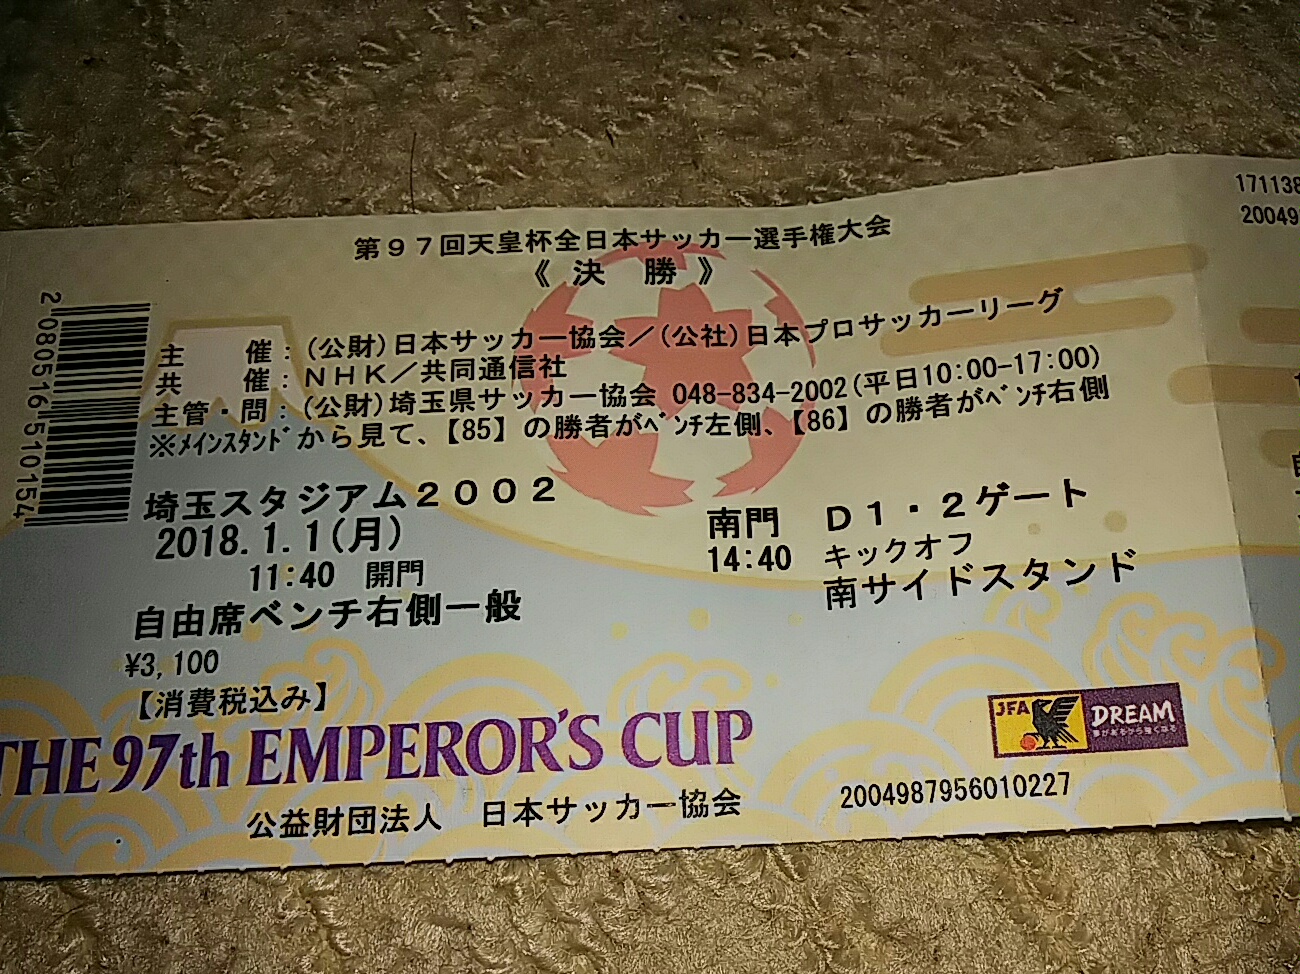 第９７回天皇杯全日本サッカー選手権大会
《 決　勝 》
主　　催：（公財）日本サッカー協会／（公社）日本プロサッカーリーグ
共　　催：ＮＨＫ／共同通信社
主管・問：（公財）埼玉県サッカー協会 048-834-2002（平日10:00-17:00）
※ﾒｲﾝｽﾀﾝﾄﾞから見て、【85】の勝者がﾍﾞﾝﾁ左側、【86】の勝者がﾍﾞﾝﾁ右側
埼玉スタジアム２００２
2018. 1. 1（月）
南門　Ｄ１・２ゲート
11:40　開門
14:40　キックオフ
自由席ベンチ右側一般
南サイドスタンド
¥3,100
【消費税込み】
THE 97th EMPEROR'S CUP
JFA DREAM
夢があるから強くなる
公益財団法人　日本サッカー協会
2004987956010227
2080516510154
171138
20049